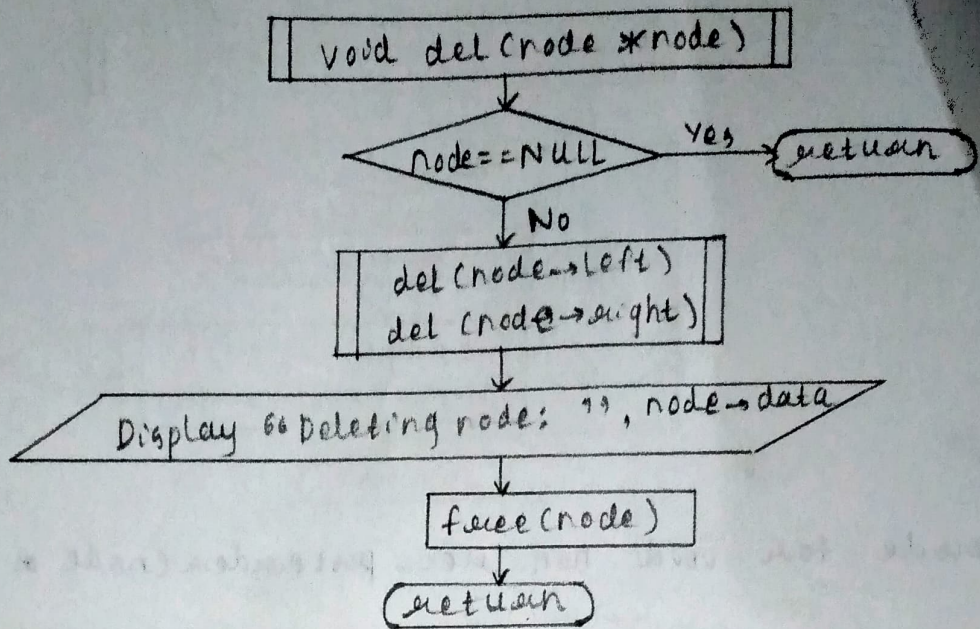 void del (node *node)
node==NULL
Yes
return
No
del (node→left)
del (node→right)
Display "Deleting node: ", node→data
free(node)
return